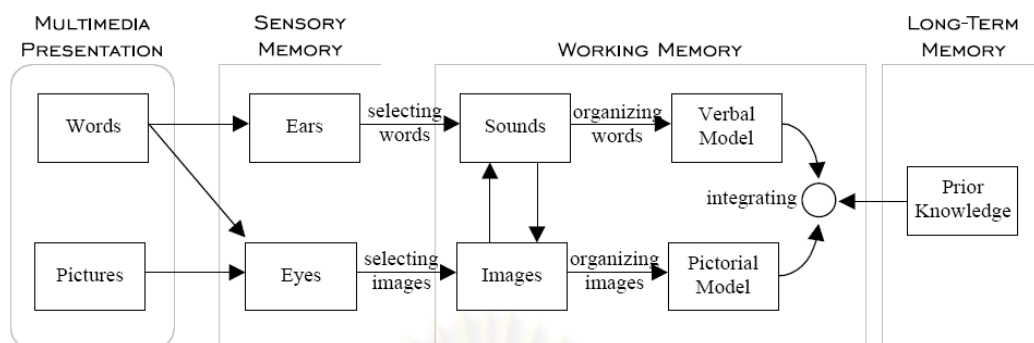 MULTIMEDIA
PRESENTATION
SENSORY
MEMORY
WORKING MEMORY
LONG-TERM
MEMORY
Words
Ears
selecting
words
Sounds
organizing
words
Verbal
Model
integrating
Prior
Knowledge
Pictures
Eyes
selecting
images
Images
organizing
images
Pictorial
Model